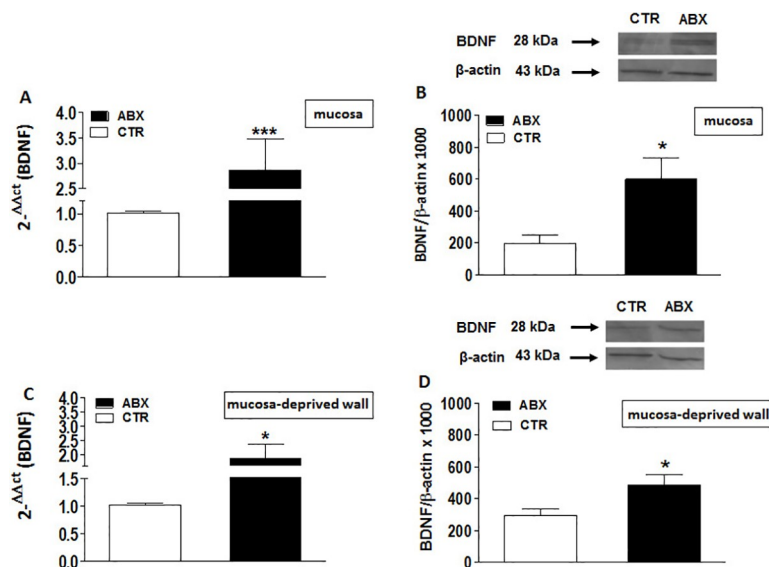 CTR ABX
BDNF 28 kDa
β-actin 43 kDa
A
4.0
3.5
3.0
2.5
1.0
0.5
0.0
2-ΔΔct (BDNF)
ABX
CTR
***
mucosa
B
1000
800
600
400
200
0
BDNF/β-actin x 1000
ABX
CTR
*
mucosa
CTR ABX
BDNF 28 kDa
β-actin 43 kDa
C
4.0
3.5
3.0
2.5
2.0
1.5
1.0
0.5
0.0
2-ΔΔct (BDNF)
ABX
CTR
*
mucosa-deprived wall
D
1000
800
600
400
200
0
BDNF/β-actin x 1000
ABX
CTR
*
mucosa-deprived wall